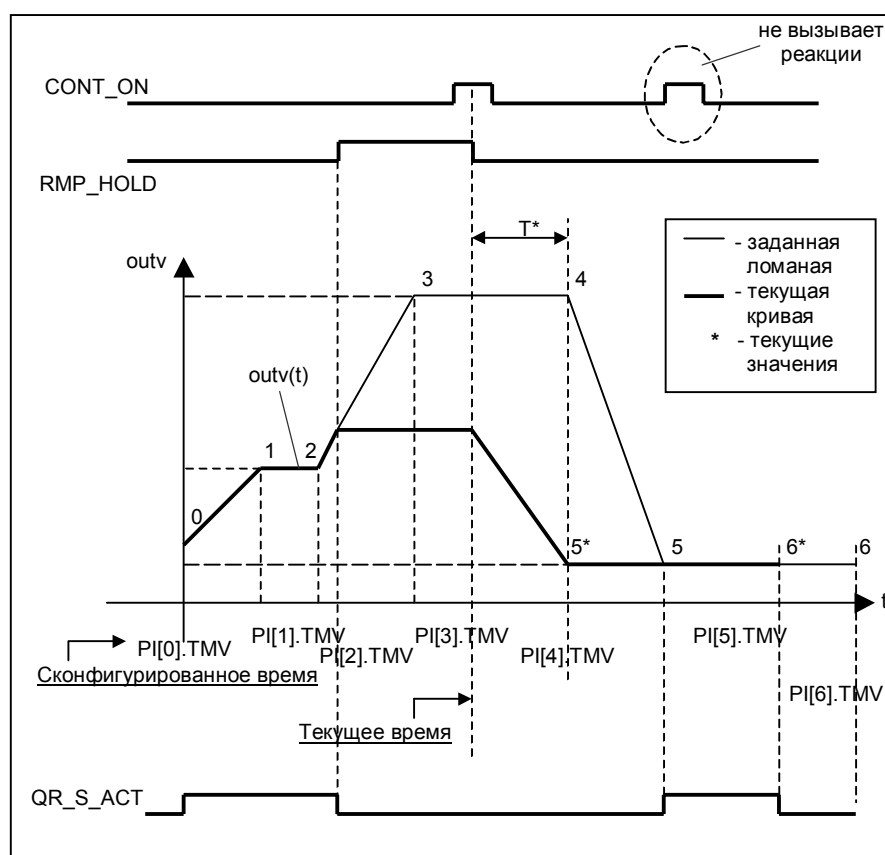 не вызывает
реакции
CONT_ON
RMP_HOLD
T*
outv
3
4
- заданная
ломаная
- текущая
кривая
* - текущие
значения
outv(t)
1
2
0
5*
5
6*
6
t
PI[0].TMV
PI[1].TMV
PI[2].TMV
PI[3].TMV
PI[4].TMV
PI[5].TMV
PI[6].TMV
Сконфигурированное время
Текущее время
QR_S_ACT